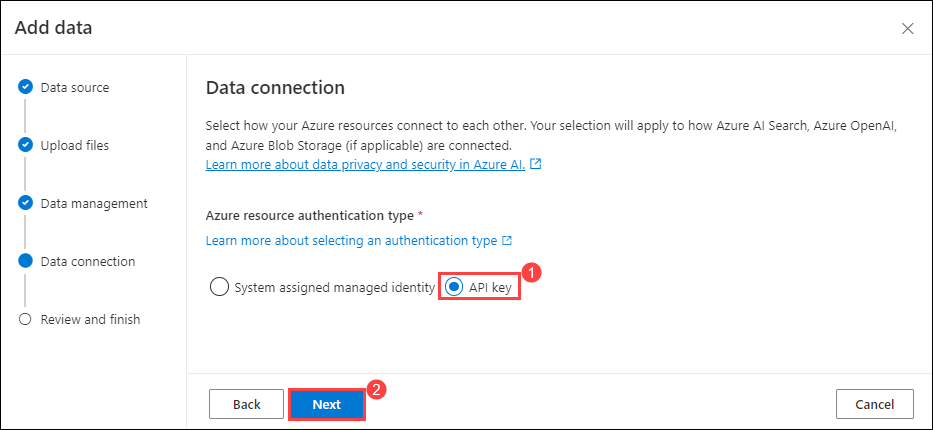 Add data
Data source
Upload files
Data management
Data connection
Review and finish
Data connection
Select how your Azure resources connect to each other. Your selection will apply to how Azure AI Search, Azure OpenAI,
and Azure Blob Storage (if applicable) are connected.
Learn more about data privacy and security in Azure AI.
Azure resource authentication type *
Learn more about selecting an authentication type
1
System assigned managed identity API key
2
Back Next Cancel